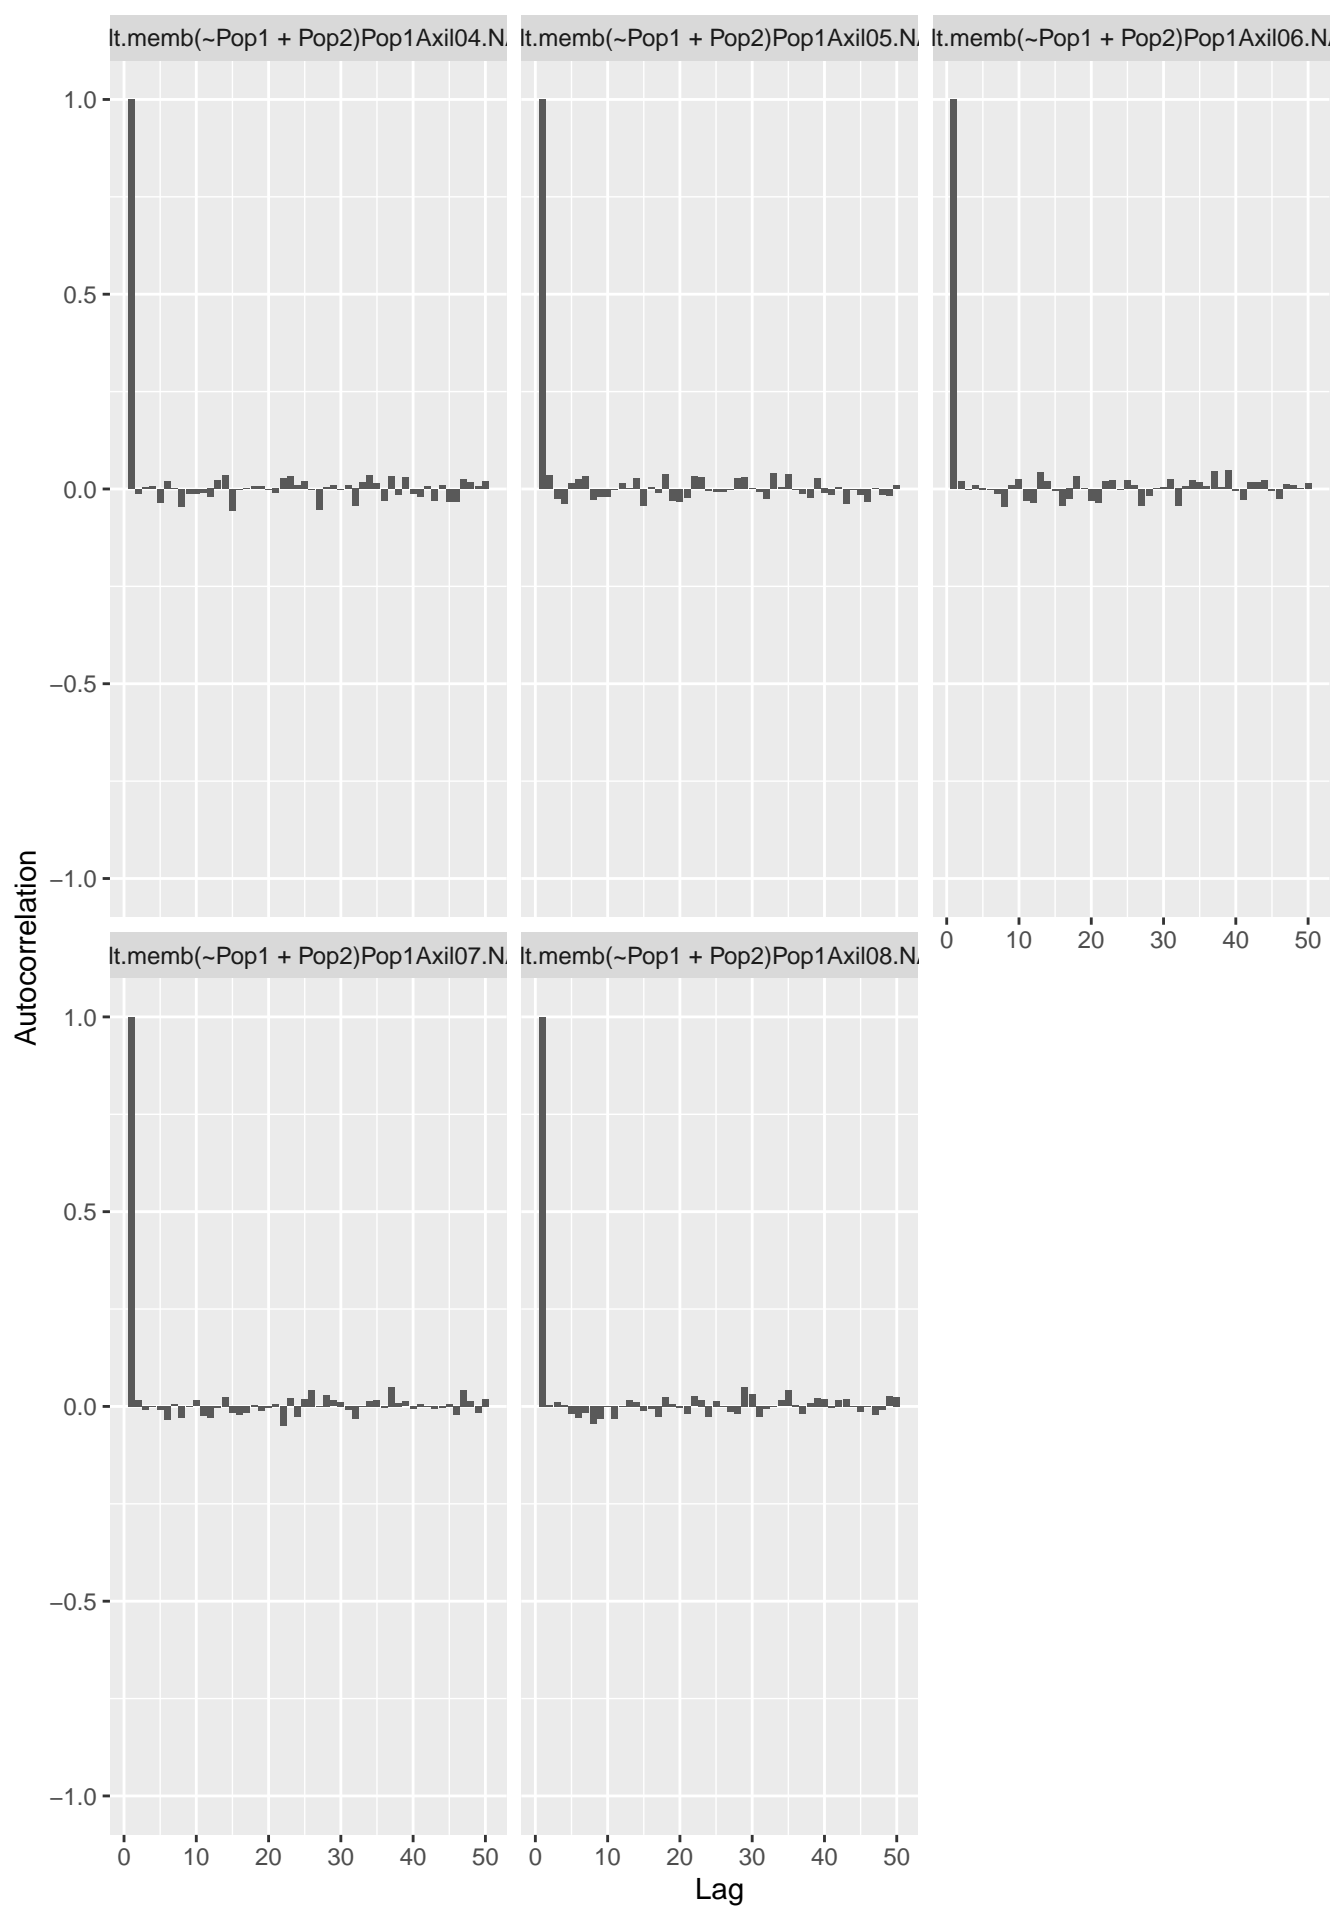 lt.memb(~Pop1 + Pop2)Pop1Axil04.N
lt.memb(~Pop1 + Pop2)Pop1Axil05.N
lt.memb(~Pop1 + Pop2)Pop1Axil06.N
1.0
0.5
0.0
−0.5
−1.0
0 10 20 30 40 50
Autocorrelation
lt.memb(~Pop1 + Pop2)Pop1Axil07.N
lt.memb(~Pop1 + Pop2)Pop1Axil08.N
1.0
0.5
0.0
−0.5
−1.0
0 10 20 30 40 50
0 10 20 30 40 50
Lag